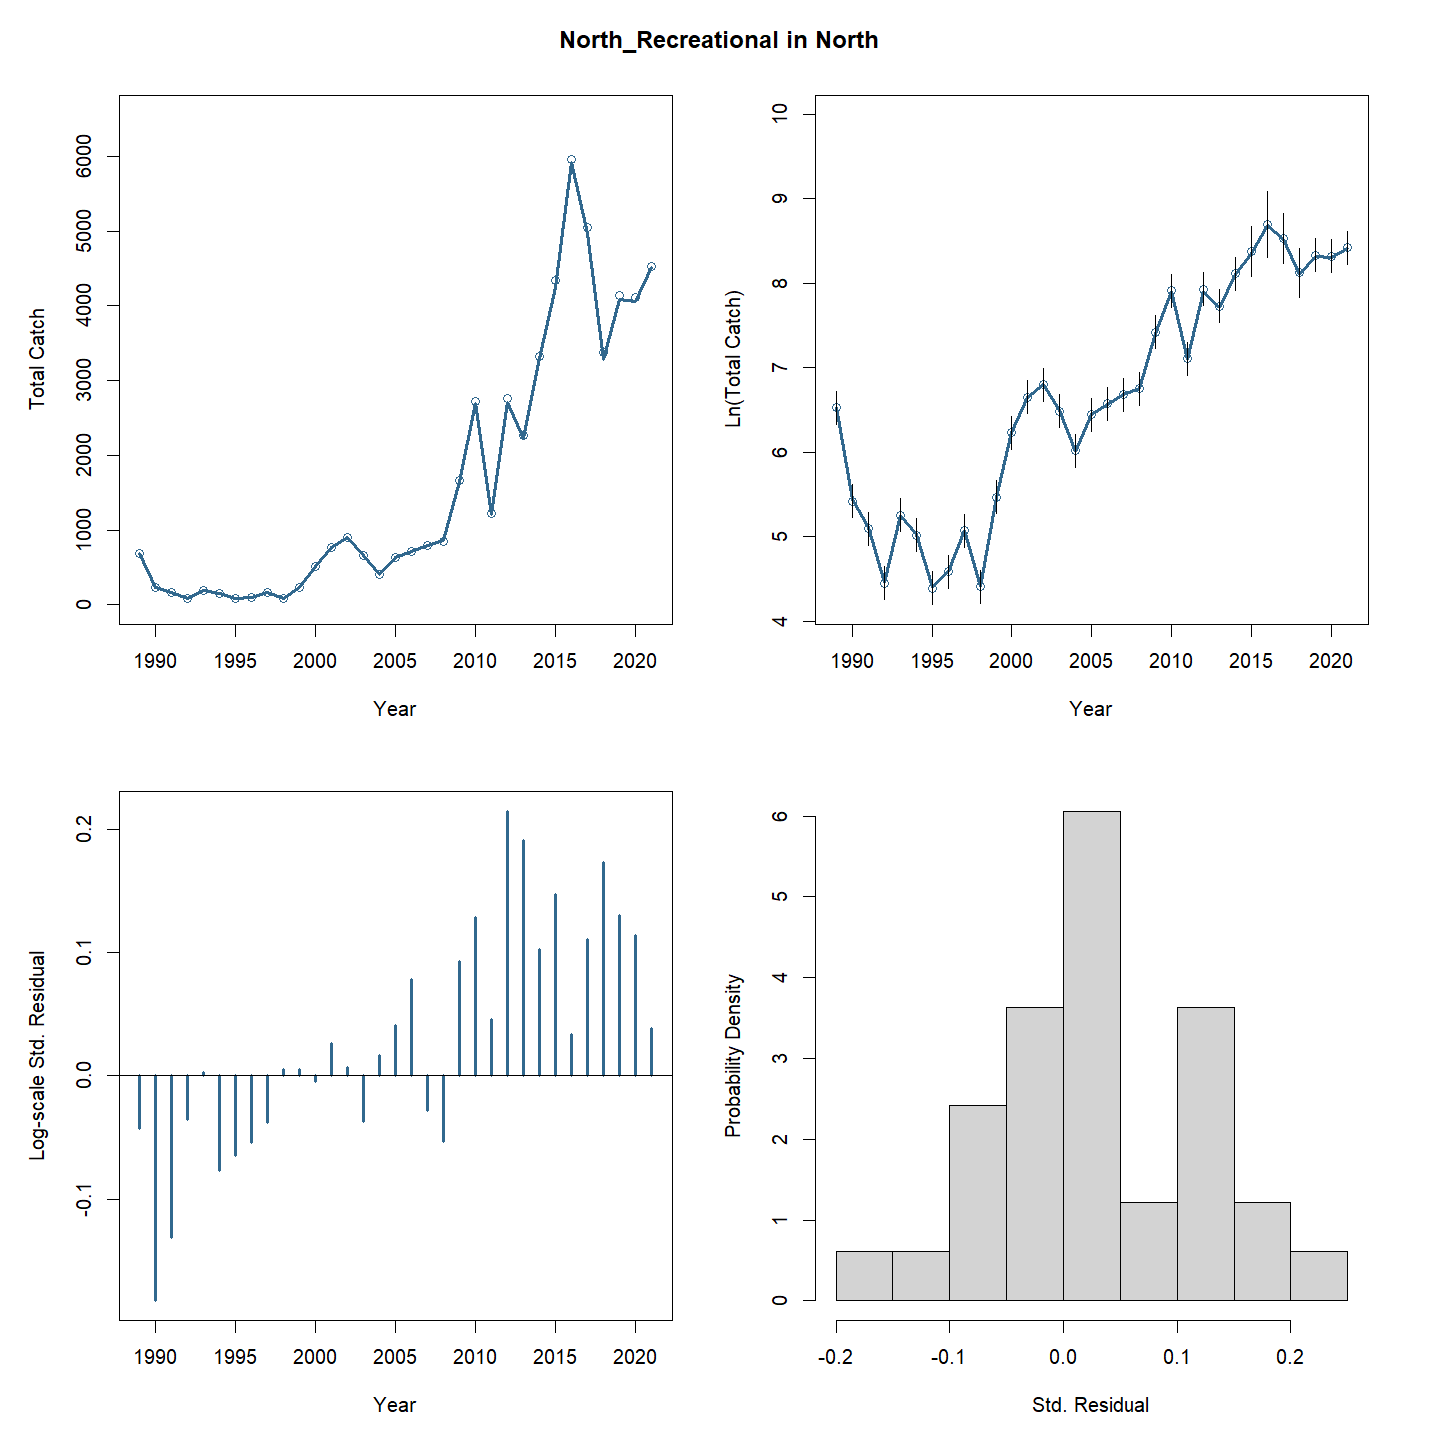 North_Recreational in North
Total Catch
0 1000 2000 3000 4000 5000 6000
1990 1995 2000 2005 2010 2015 2020
Year
Ln(Total Catch)
4 5 6 7 8 9 10
1990 1995 2000 2005 2010 2015 2020
Year
Log-scale Std. Residual
-0.1 0.0 0.1 0.2
1990 1995 2000 2005 2010 2015 2020
Year
Probability Density
0 1 2 3 4 5 6
-0.2 -0.1 0.0 0.1 0.2
Std. Residual